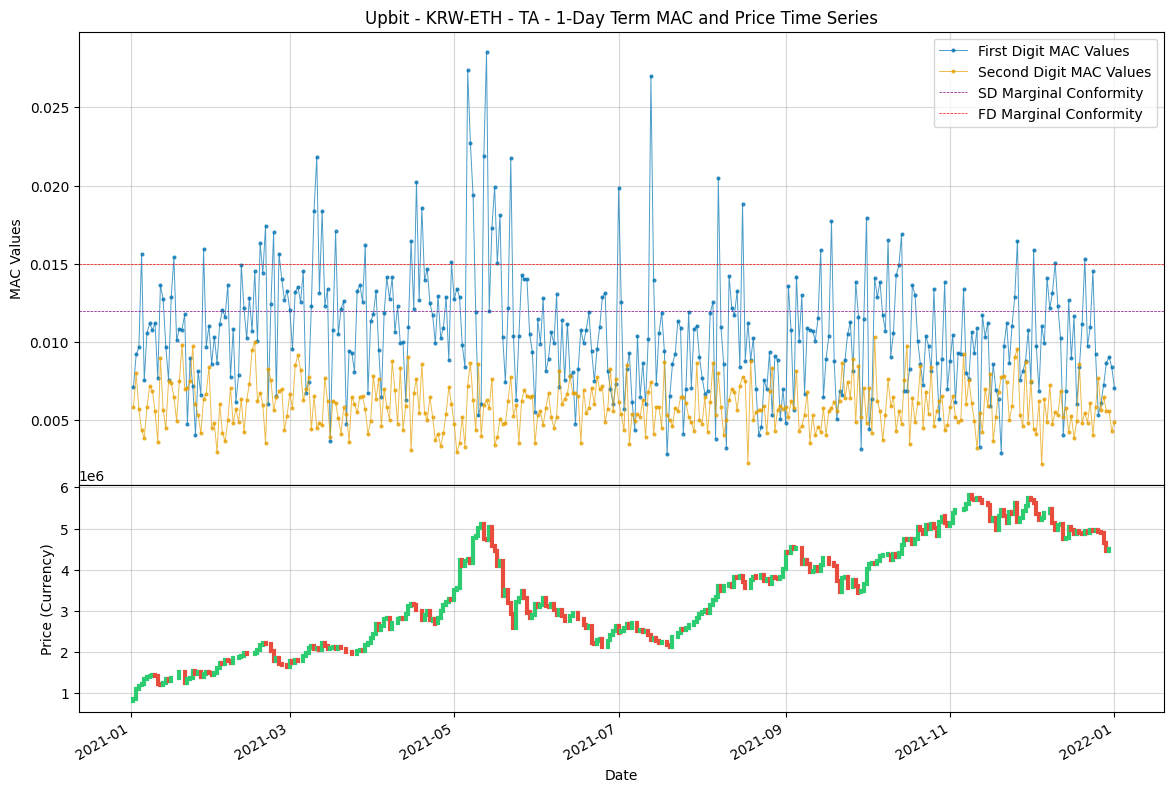 Upbit - KRW-ETH - TA - 1-Day Term MAC and Price Time Series
First Digit MAC Values
Second Digit MAC Values
SD Marginal Conformity
FD Marginal Conformity
MAC Values
0.025
0.020
0.015
0.010
0.005
1e6
Price (Currency)
6
5
4
3
2
1
2021-01
2021-03
2021-05
2021-07
2021-09
2021-11
2022-01
Date